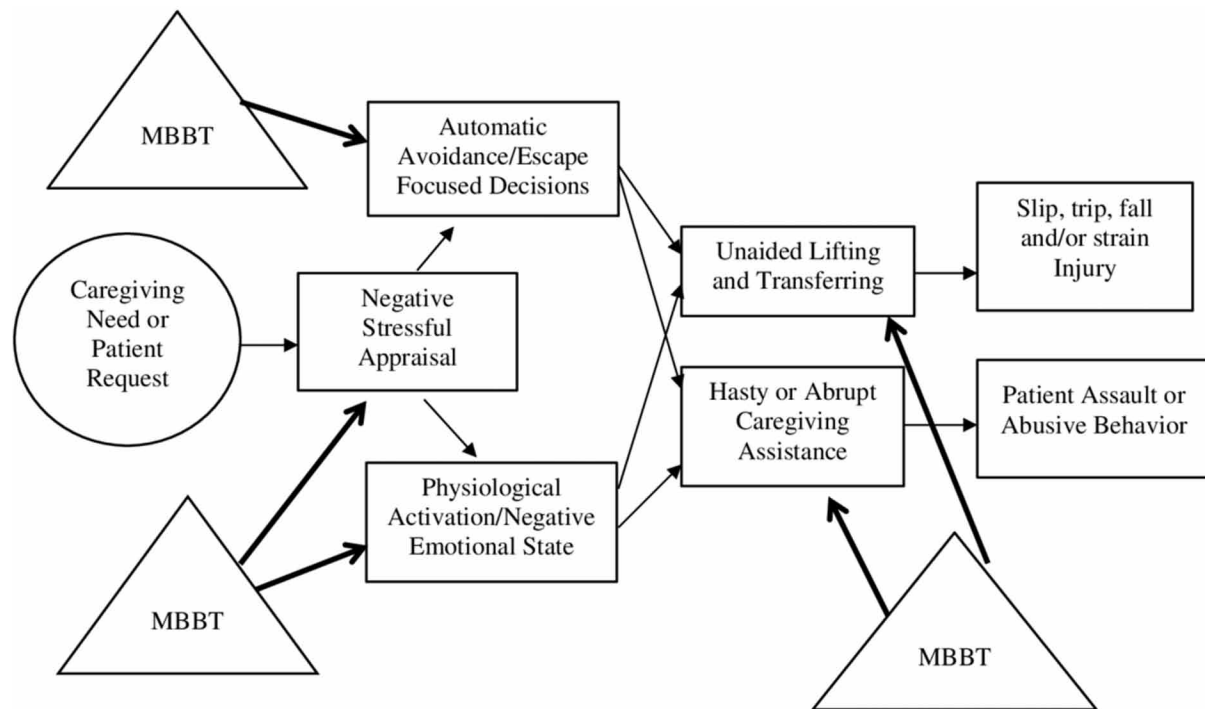 MBBT
Automatic
Avoidance/Escape
Focused Decisions
Caregiving
Need or
Patient
Request
Negative
Stressful
Appraisal
Unaided Lifting
and Transferring
Slip, trip, fall
and/or strain
Injury
Hasty or Abrupt
Caregiving
Assistance
Patient Assault or
Abusive Behavior
Physiological
Activation/Negative
Emotional State
MBBT
MBBT